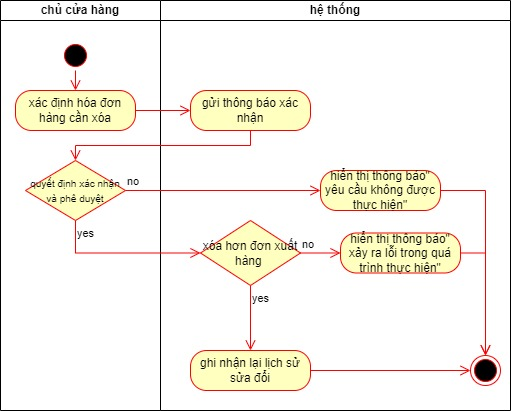 chủ cửa hàng
hệ thống
xác định hóa đơn
hàng cần xóa
gửi thông báo xác
nhận
quyết định xác nhận
và phê duyệt
no
hiển thị thông báo"
yêu cầu không được
thực hiện"
yes
xóa hơn đơn xuất
hàng
no
hiển thị thông báo"
xảy ra lỗi trong quá
trình thực hiện"
yes
ghi nhận lại lịch sử
sửa đổi